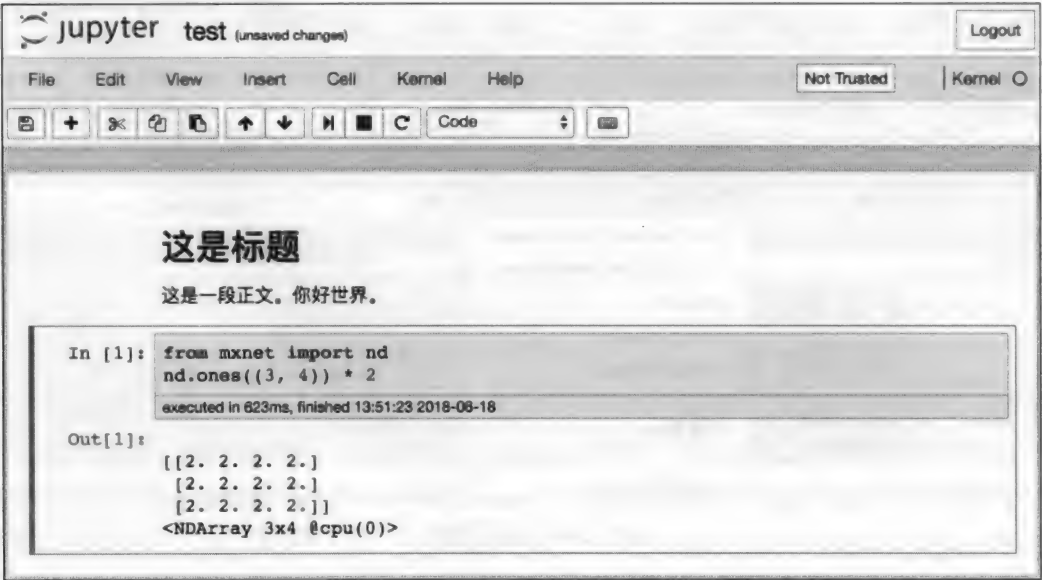 jupyter test (unsaved changes) Logout
File Edit View Insert Cell Kernel Help Not Trusted Kernel
Code
这是标题
这是一段正文。你好世界。
In [1]: from mxnet import nd
nd.ones((3, 4)) * 2
executed in 623ms, finished 13:51:23 2018-06-18
Out[1]:
[[2. 2. 2. 2.]
[2. 2. 2. 2.]
[2. 2. 2. 2.]]
<NDArray 3x4 @cpu(0)>